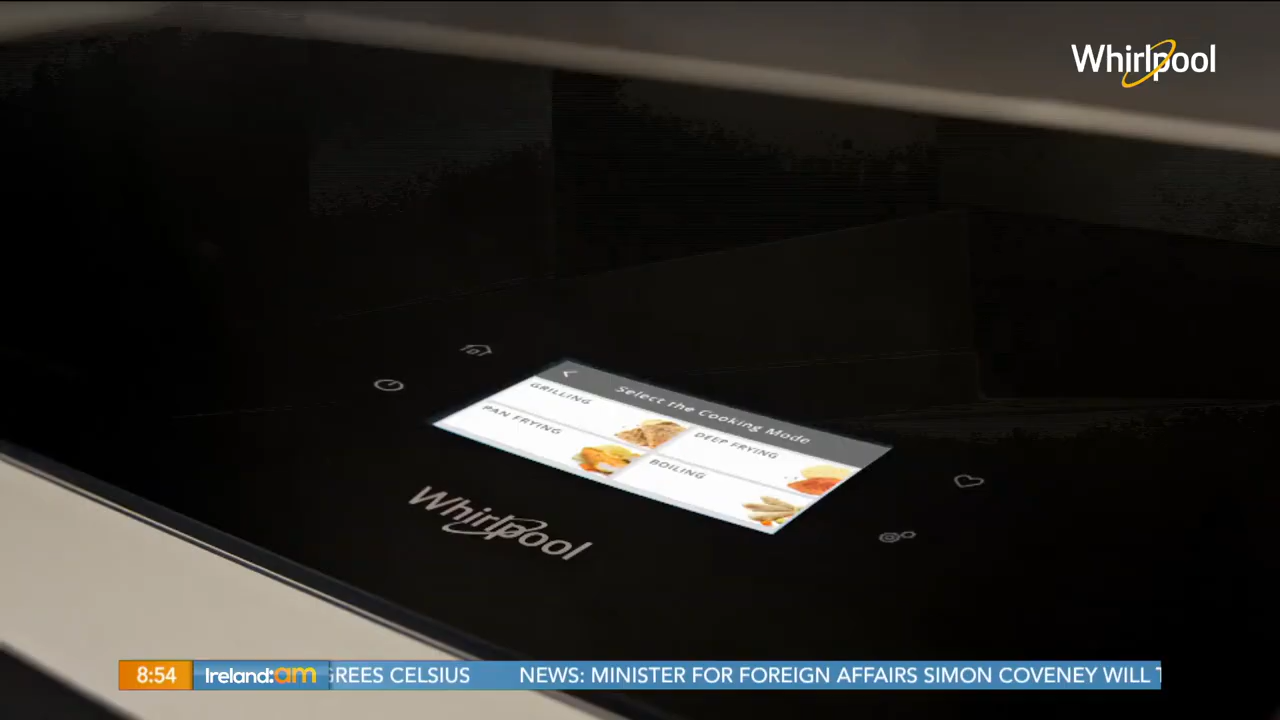 Whirlpool
Select the Cooking Mode
GRILLING
DEEP FRYING
PAN FRYING
BOILING
Whirlpool
8:54 Ireland:am REES CELSIUS NEWS: MINISTER FOR FOREIGN AFFAIRS SIMON COVENEY WILL